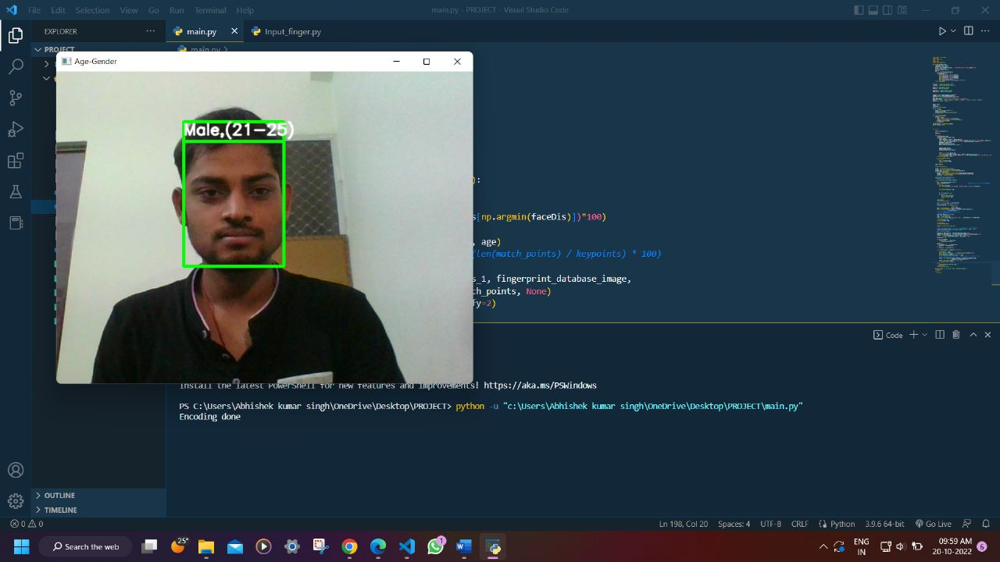 File Edit Selection View Go Run Terminal Help
main.py - PROJECT - Visual Studio Code
EXPLORER
main.py
Input_finger.py
PROJECT
main.py
Age-Gender
Male,(21-25)
):
s[np.argmin(faceDis)])*100)
, age)
(len(match_points) / keypoints) * 100)
s_1, fingerprint_database_image,
ch_points, None)
fy=2)
Code
Install the latest PowerShell for new features and improvements! https://aka.ms/PSWindows
PS C:\Users\Abhishek kumar singh\OneDrive\Desktop\PROJECT> python -u "c:\Users\Abhishek kumar singh\OneDrive\Desktop\PROJECT\main.py"
Encoding done
OUTLINE
TIMELINE
0 0
Ln 198, Col 20 Spaces: 4 UTF-8 CRLF Python 3.9.6 64-bit Go Live
25°
Search the web
1
ENG
IN
09:59 AM
20-10-2022
6